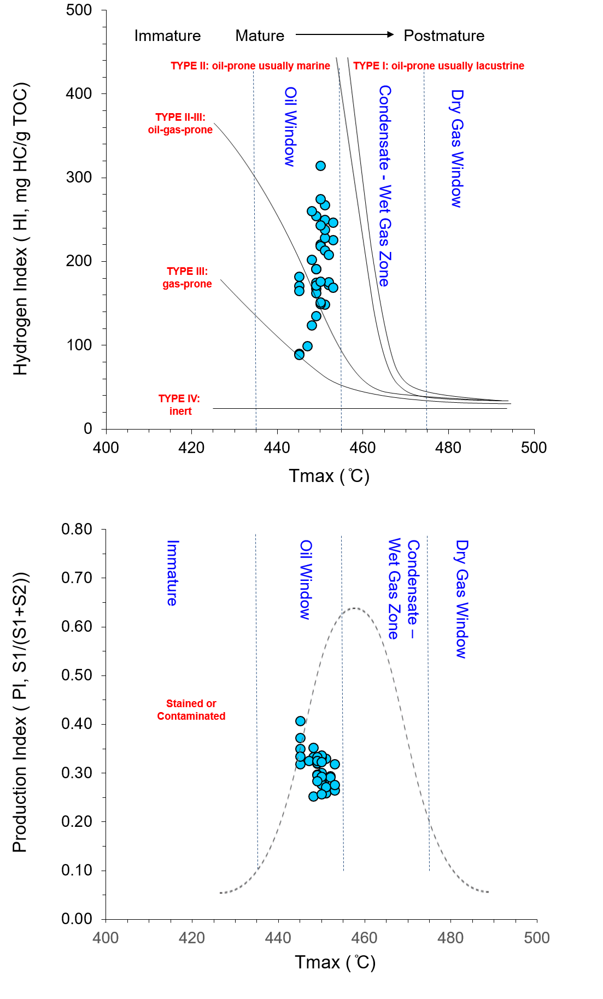 500
Immature
Mature
Postmature
TYPE II: oil-prone usually marine
TYPE I: oil-prone usually lacustrine
400
TYPE II-III:
oil-gas-prone
Oil Window
Condensate - Wet Gas Zone
Dry Gas Window
300
200
TYPE III:
gas-prone
100
TYPE IV:
inert
0
Hydrogen Index ( HI, mg HC/g TOC)
400
420
440
460
480
500
Tmax ( ℃)
0.80
0.70
0.60
0.50
0.40
0.30
0.20
0.10
0.00
Production Index ( PI, S1/(S1+S2))
Immature
Oil Window
Condensate –
Wet Gas Zone
Dry Gas Window
Stained or
Contaminated
400
420
440
460
480
500
Tmax ( ℃)